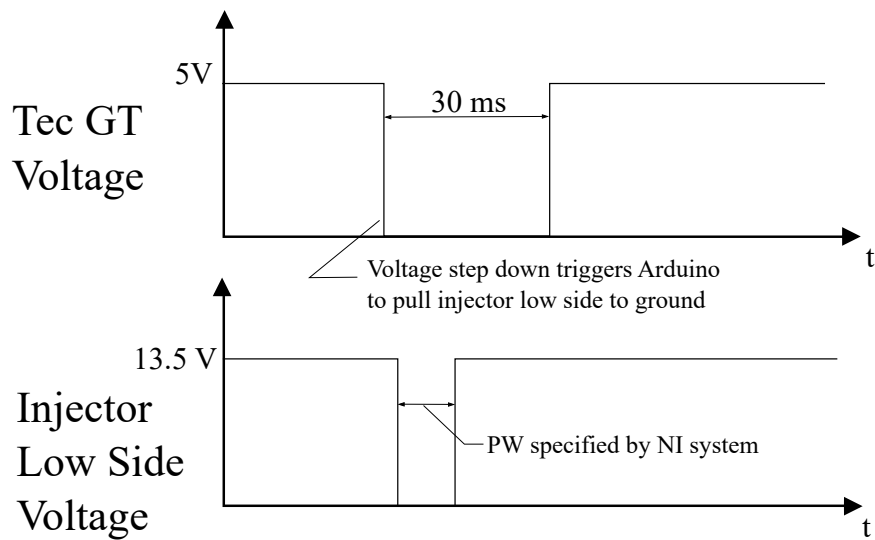 5V
30 ms
Tec GT
Voltage
t
Voltage step down triggers Arduino
to pull injector low side to ground
13.5 V
Injector
Low Side
Voltage
PW specified by NI system
t